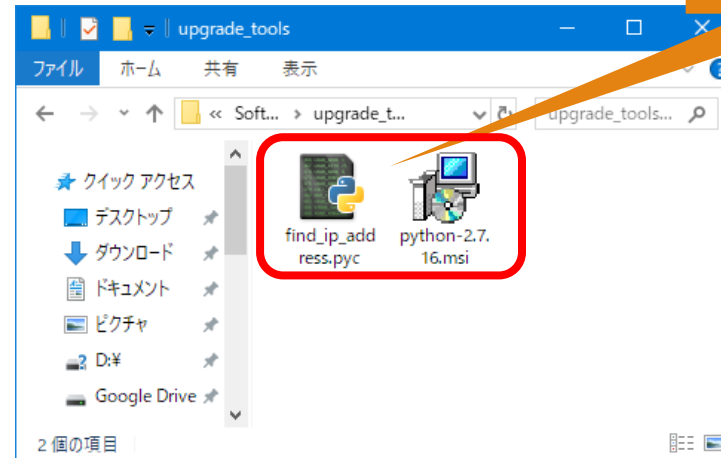 upgrade_tools
ファイル ホーム 共有 表示
« Soft... › upgrade_t...
upgrade_tools...
クイック アクセス
デスクトップ
ダウンロード
ドキュメント
ピクチャ
D:¥
Google Drive
find_ip_add
ress.pyc
python-2.7.
16.msi
2 個の項目